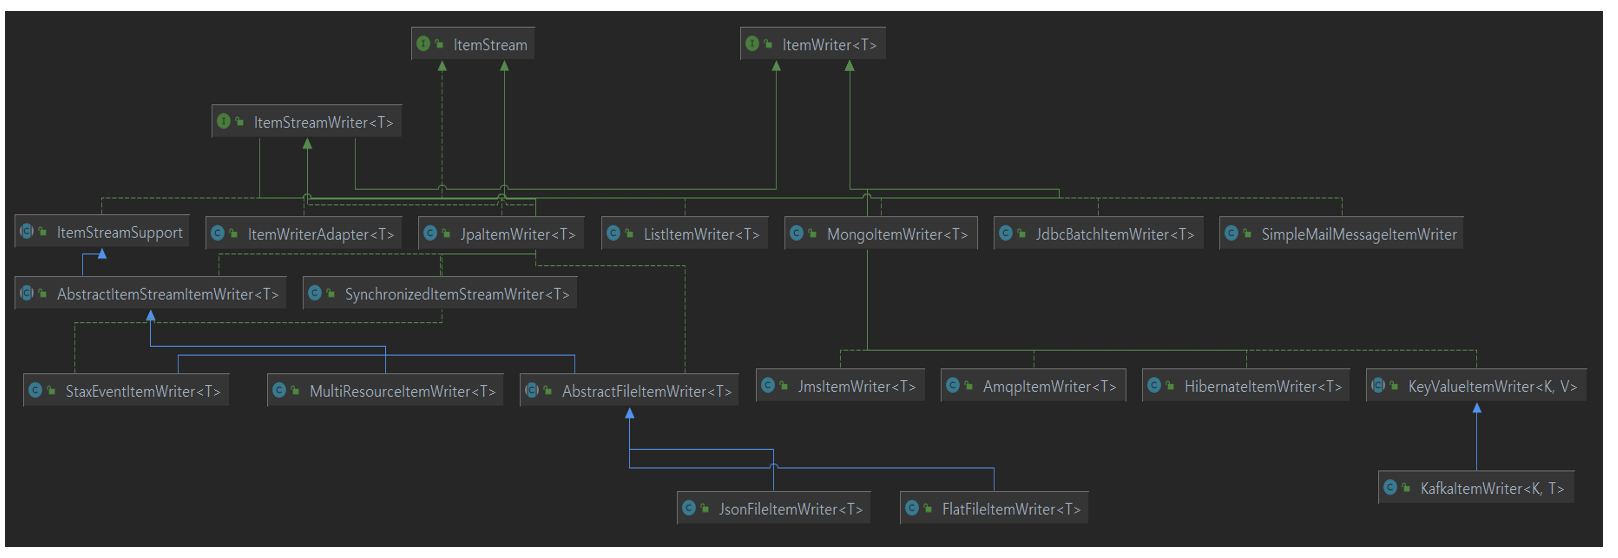 ItemStream
ItemWriter<T>
ItemStreamWriter<T>
ItemStreamSupport
ItemWriterAdapter<T>
JpaItemWriter<T>
ListItemWriter<T>
MongoItemWriter<T>
JdbcBatchItemWriter<T>
SimpleMailMessageItemWriter
AbstractItemStreamItemWriter<T>
SynchronizedItemStreamWriter<T>
StaxEventItemWriter<T>
MultiResourceItemWriter<T>
AbstractFileItemWriter<T>
JmsItemWriter<T>
AmqpItemWriter<T>
HibernateItemWriter<T>
KeyValueItemWriter<K, V>
KafkaItemWriter<K, T>
JsonFileItemWriter<T>
FlatFileItemWriter<T>